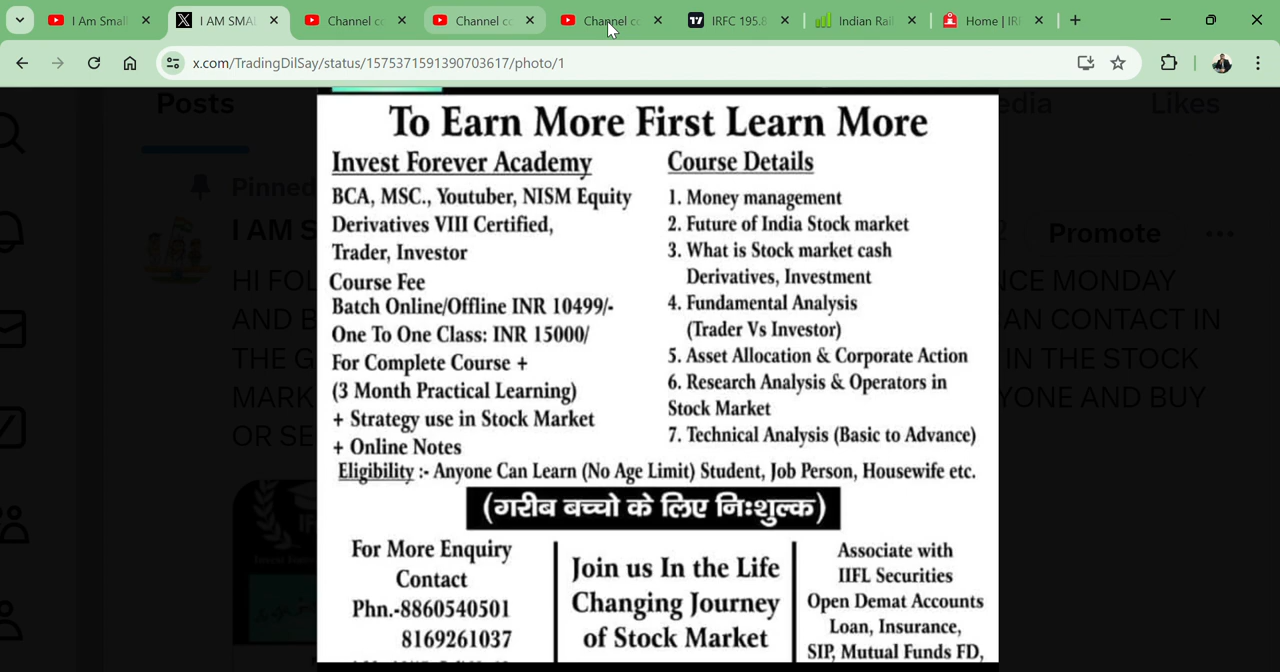 I Am Small
I AM SMA
Channel co
Channel co
Channel co
IRFC 195.8
Indian Rail
Home | IR
x.com/TradingDilSay/status/1575371591390703617/photo/1
Posts
Likes
Pinned
I AM S
Promote
HI FOL
NCE MONDAY
AND B
AN CONTACT IN
THE G
IN THE STOCK
MARK
YONE AND BUY
OR SE
To Earn More First Learn More
Invest Forever Academy
BCA, MSC., Youtuber, NISM Equity
Derivatives VIII Certified,
Trader, Investor
Course Fee
Batch Online/Offline INR 10499/-
One To One Class: INR 15000/
For Complete Course +
(3 Month Practical Learning)
+ Strategy use in Stock Market
+ Online Notes
Course Details
1. Money management
2. Future of India Stock market
3. What is Stock market cash
Derivatives, Investment
4. Fundamental Analysis
(Trader Vs Investor)
5. Asset Allocation & Corporate Action
6. Research Analysis & Operators in
Stock Market
7. Technical Analysis (Basic to Advance)
Eligibility :- Anyone Can Learn (No Age Limit) Student, Job Person, Housewife etc.
(गरीब बच्चो के लिए निःशुल्क)
For More Enquiry
Contact
Phn.-8860540501
8169261037
Join us In the Life
Changing Journey
of Stock Market
Associate with
IIFL Securities
Open Demat Accounts
Loan, Insurance,
SIP, Mutual Funds FD,